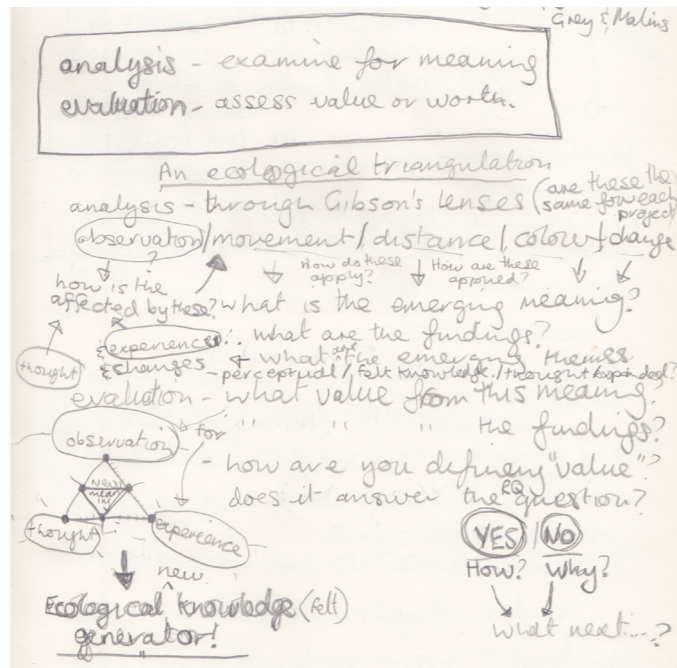 Grey & Malins
analysis - examine for meaning
evaluation - assess value or worth.
An ecological triangulation
analysis - through Gibson's lenses (are these the
same for each
project
observation/movement/distance/colour/change
?
How do these
apply?
How are these
applied?
how is the
affected by these?
what is the emerging meaning?
& experiences
∴ what are the findings?
thought
& changes
← what are the emerging themes
- perceptual/felt knowledge/thought expanded?
evaluation - what value from this meaning?
" " " the findings?
observation
for
- how are you defining "value"?
new
meaning
does it answer the RQ question?
thought
experience
YES/NO
How? Why?
new
Ecological knowledge (felt)
generator!
what next....?